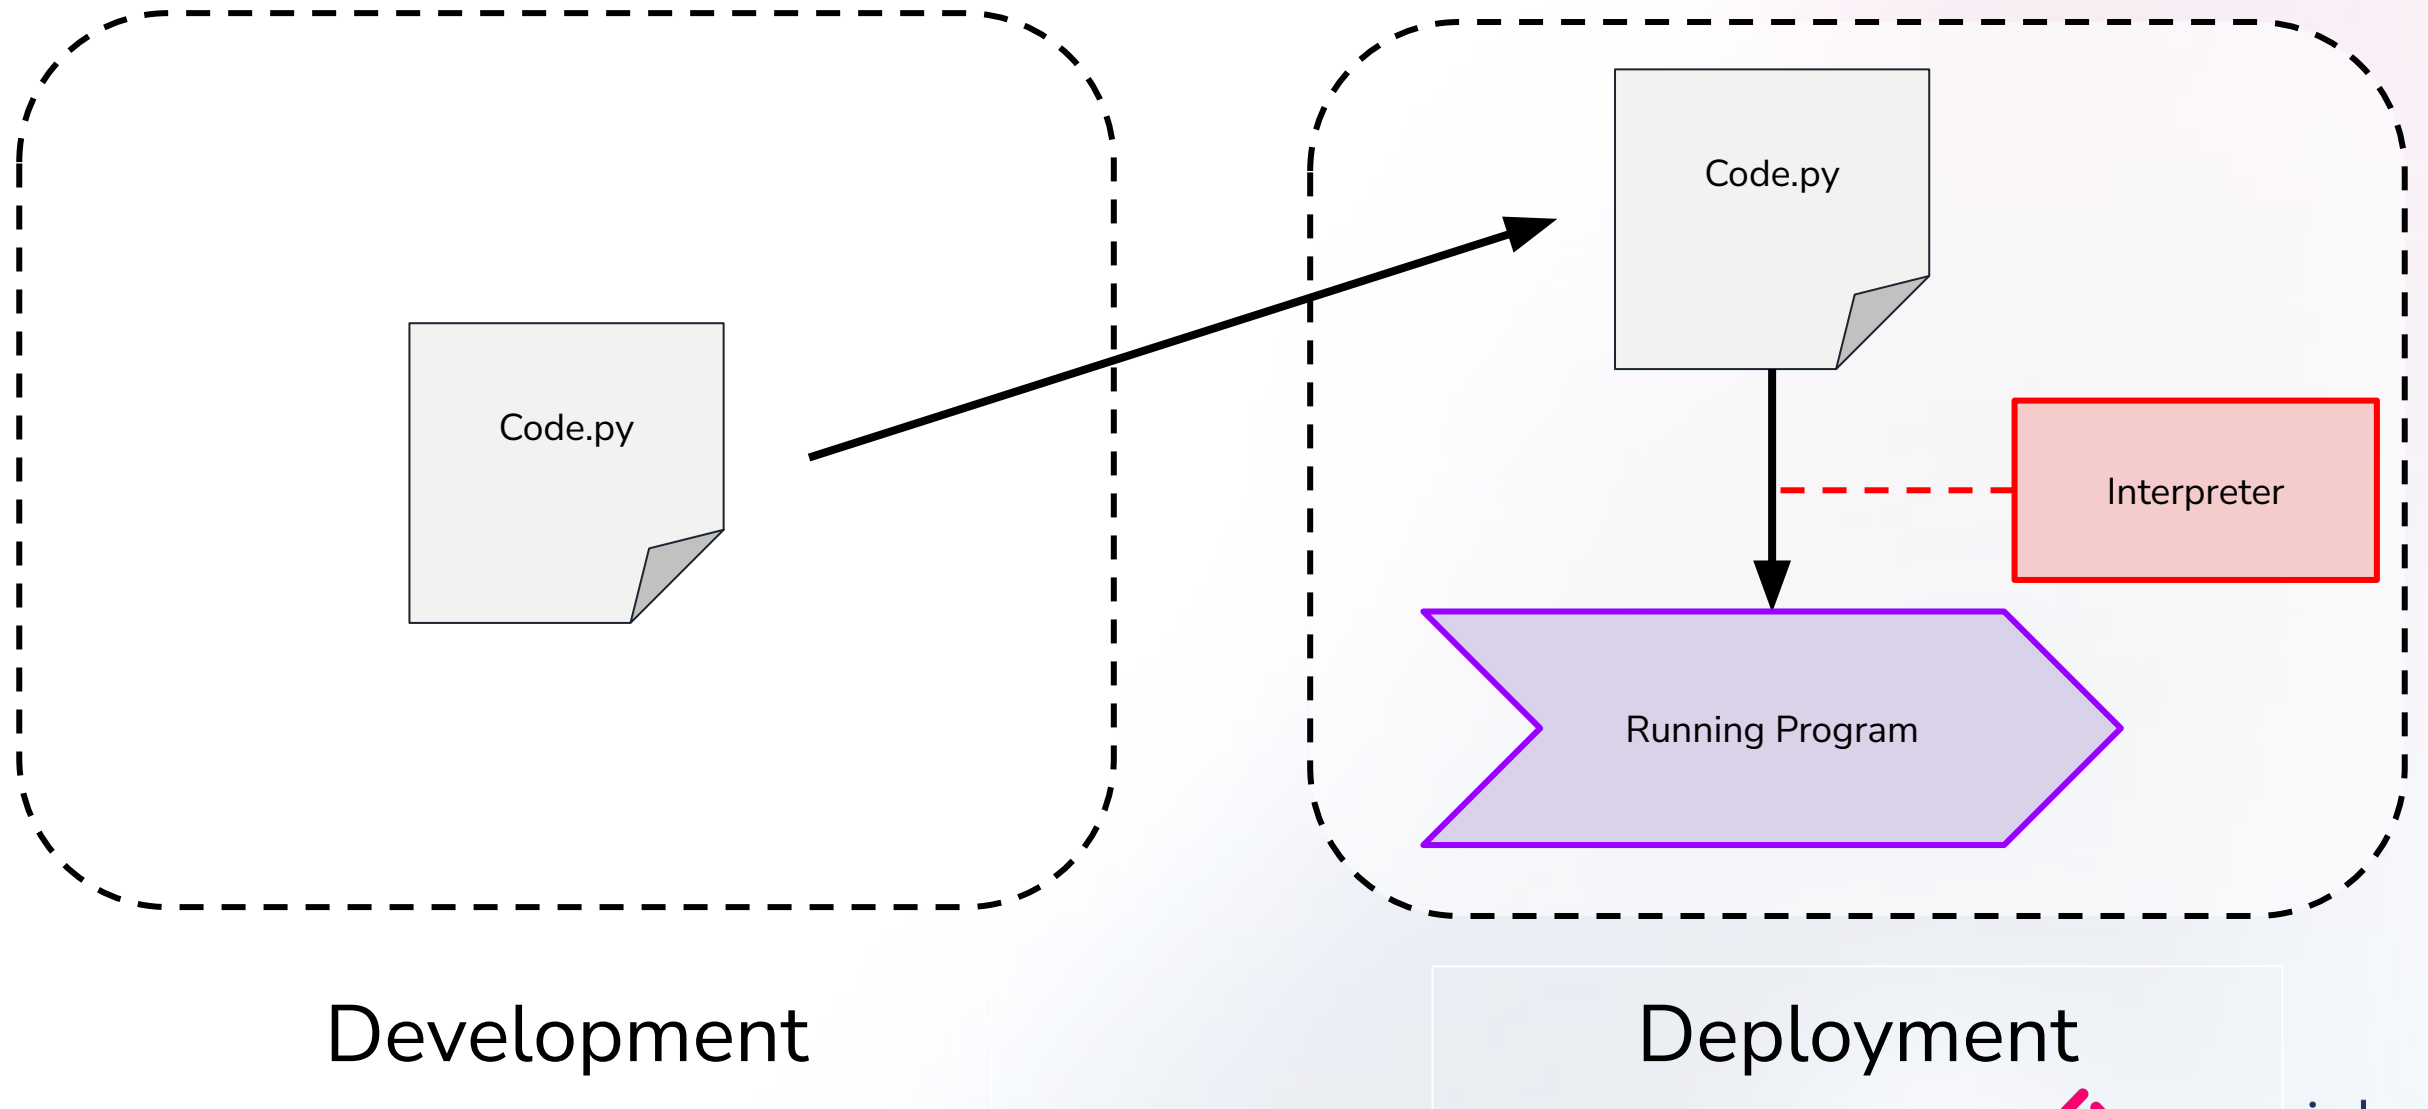 Code.py
Code.py
Interpreter
Running Program
Development
Deployment